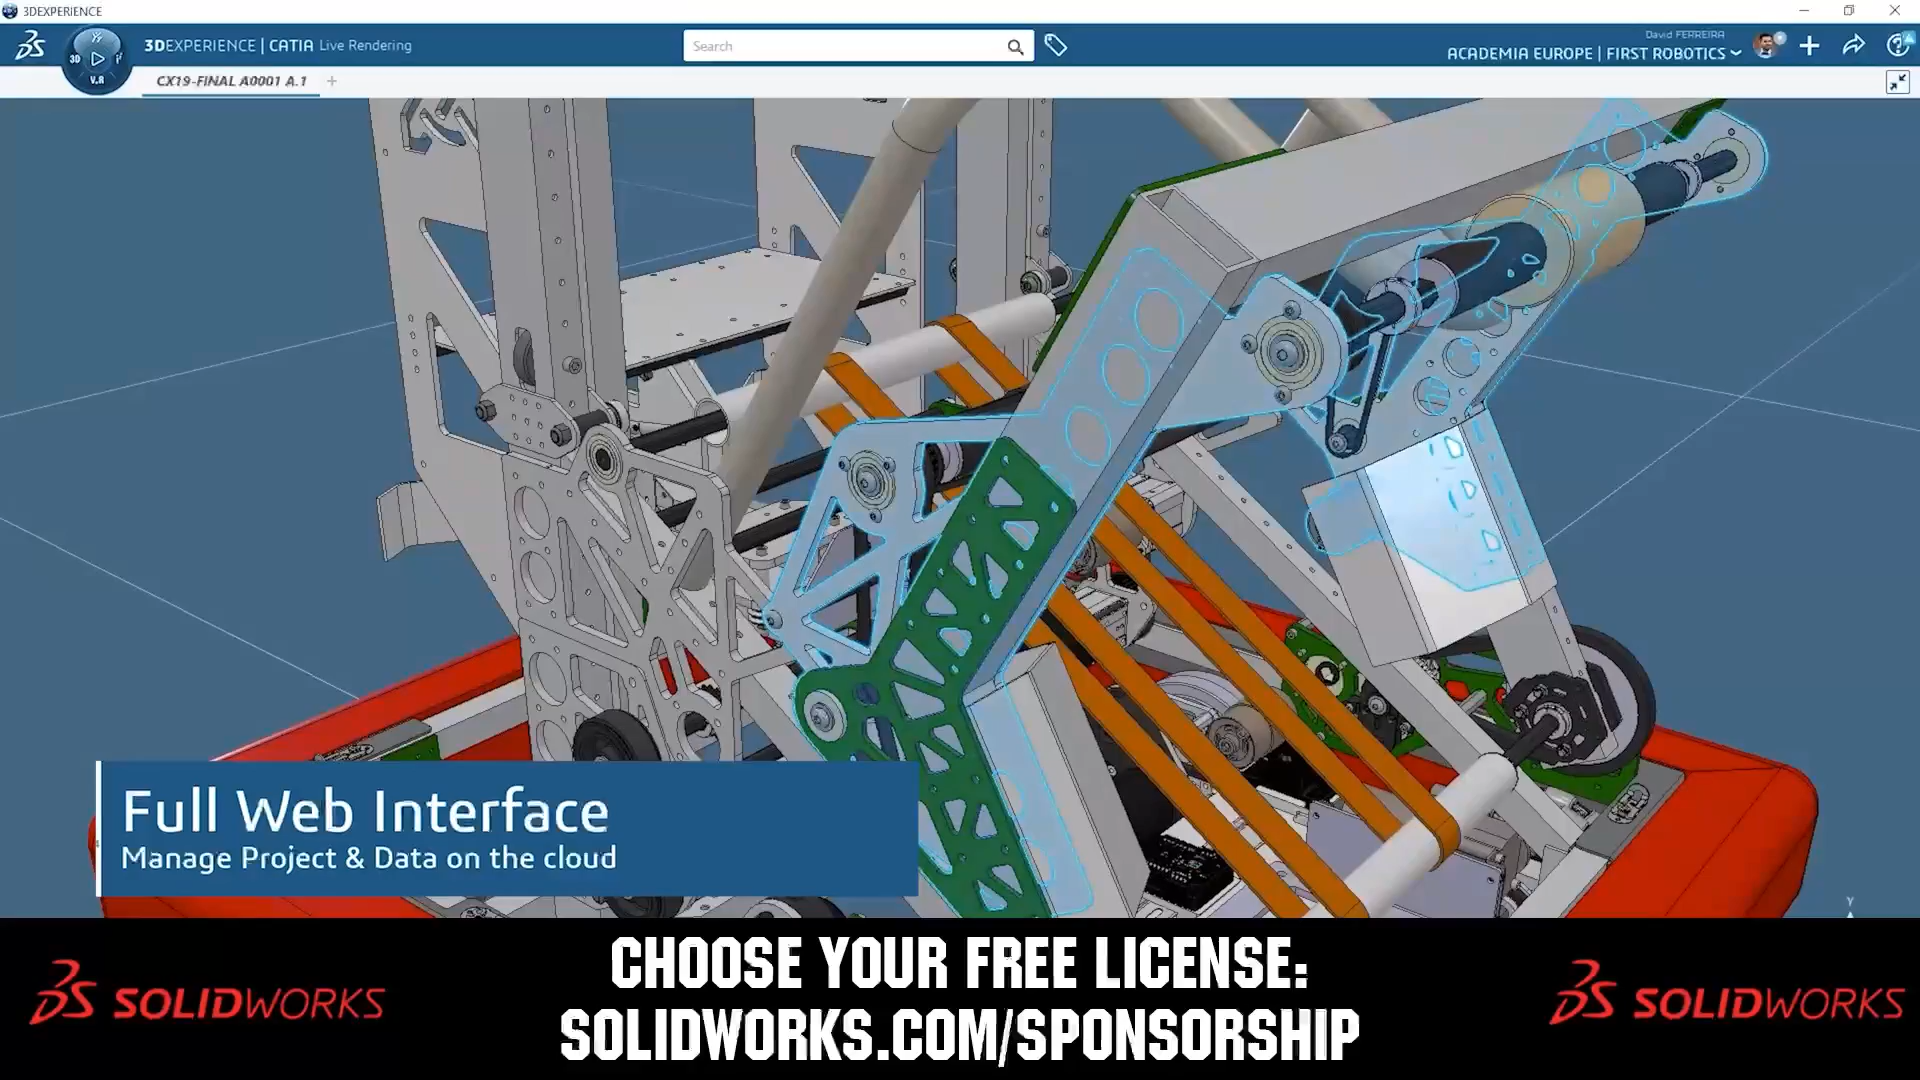 3DEXPERIENCE
3DEXPERIENCE | CATIA Live Rendering
3D
V.R
Search
David FERREIRA
ACADEMIA EUROPE | FIRST ROBOTICS
CX19-FINAL A0001 A.1
Full Web Interface
Manage Project & Data on the cloud
Y
CHOOSE YOUR FREE LICENSE:
SOLIDWORKS.COM/SPONSORSHIP
SOLIDWORKS
SOLIDWORKS